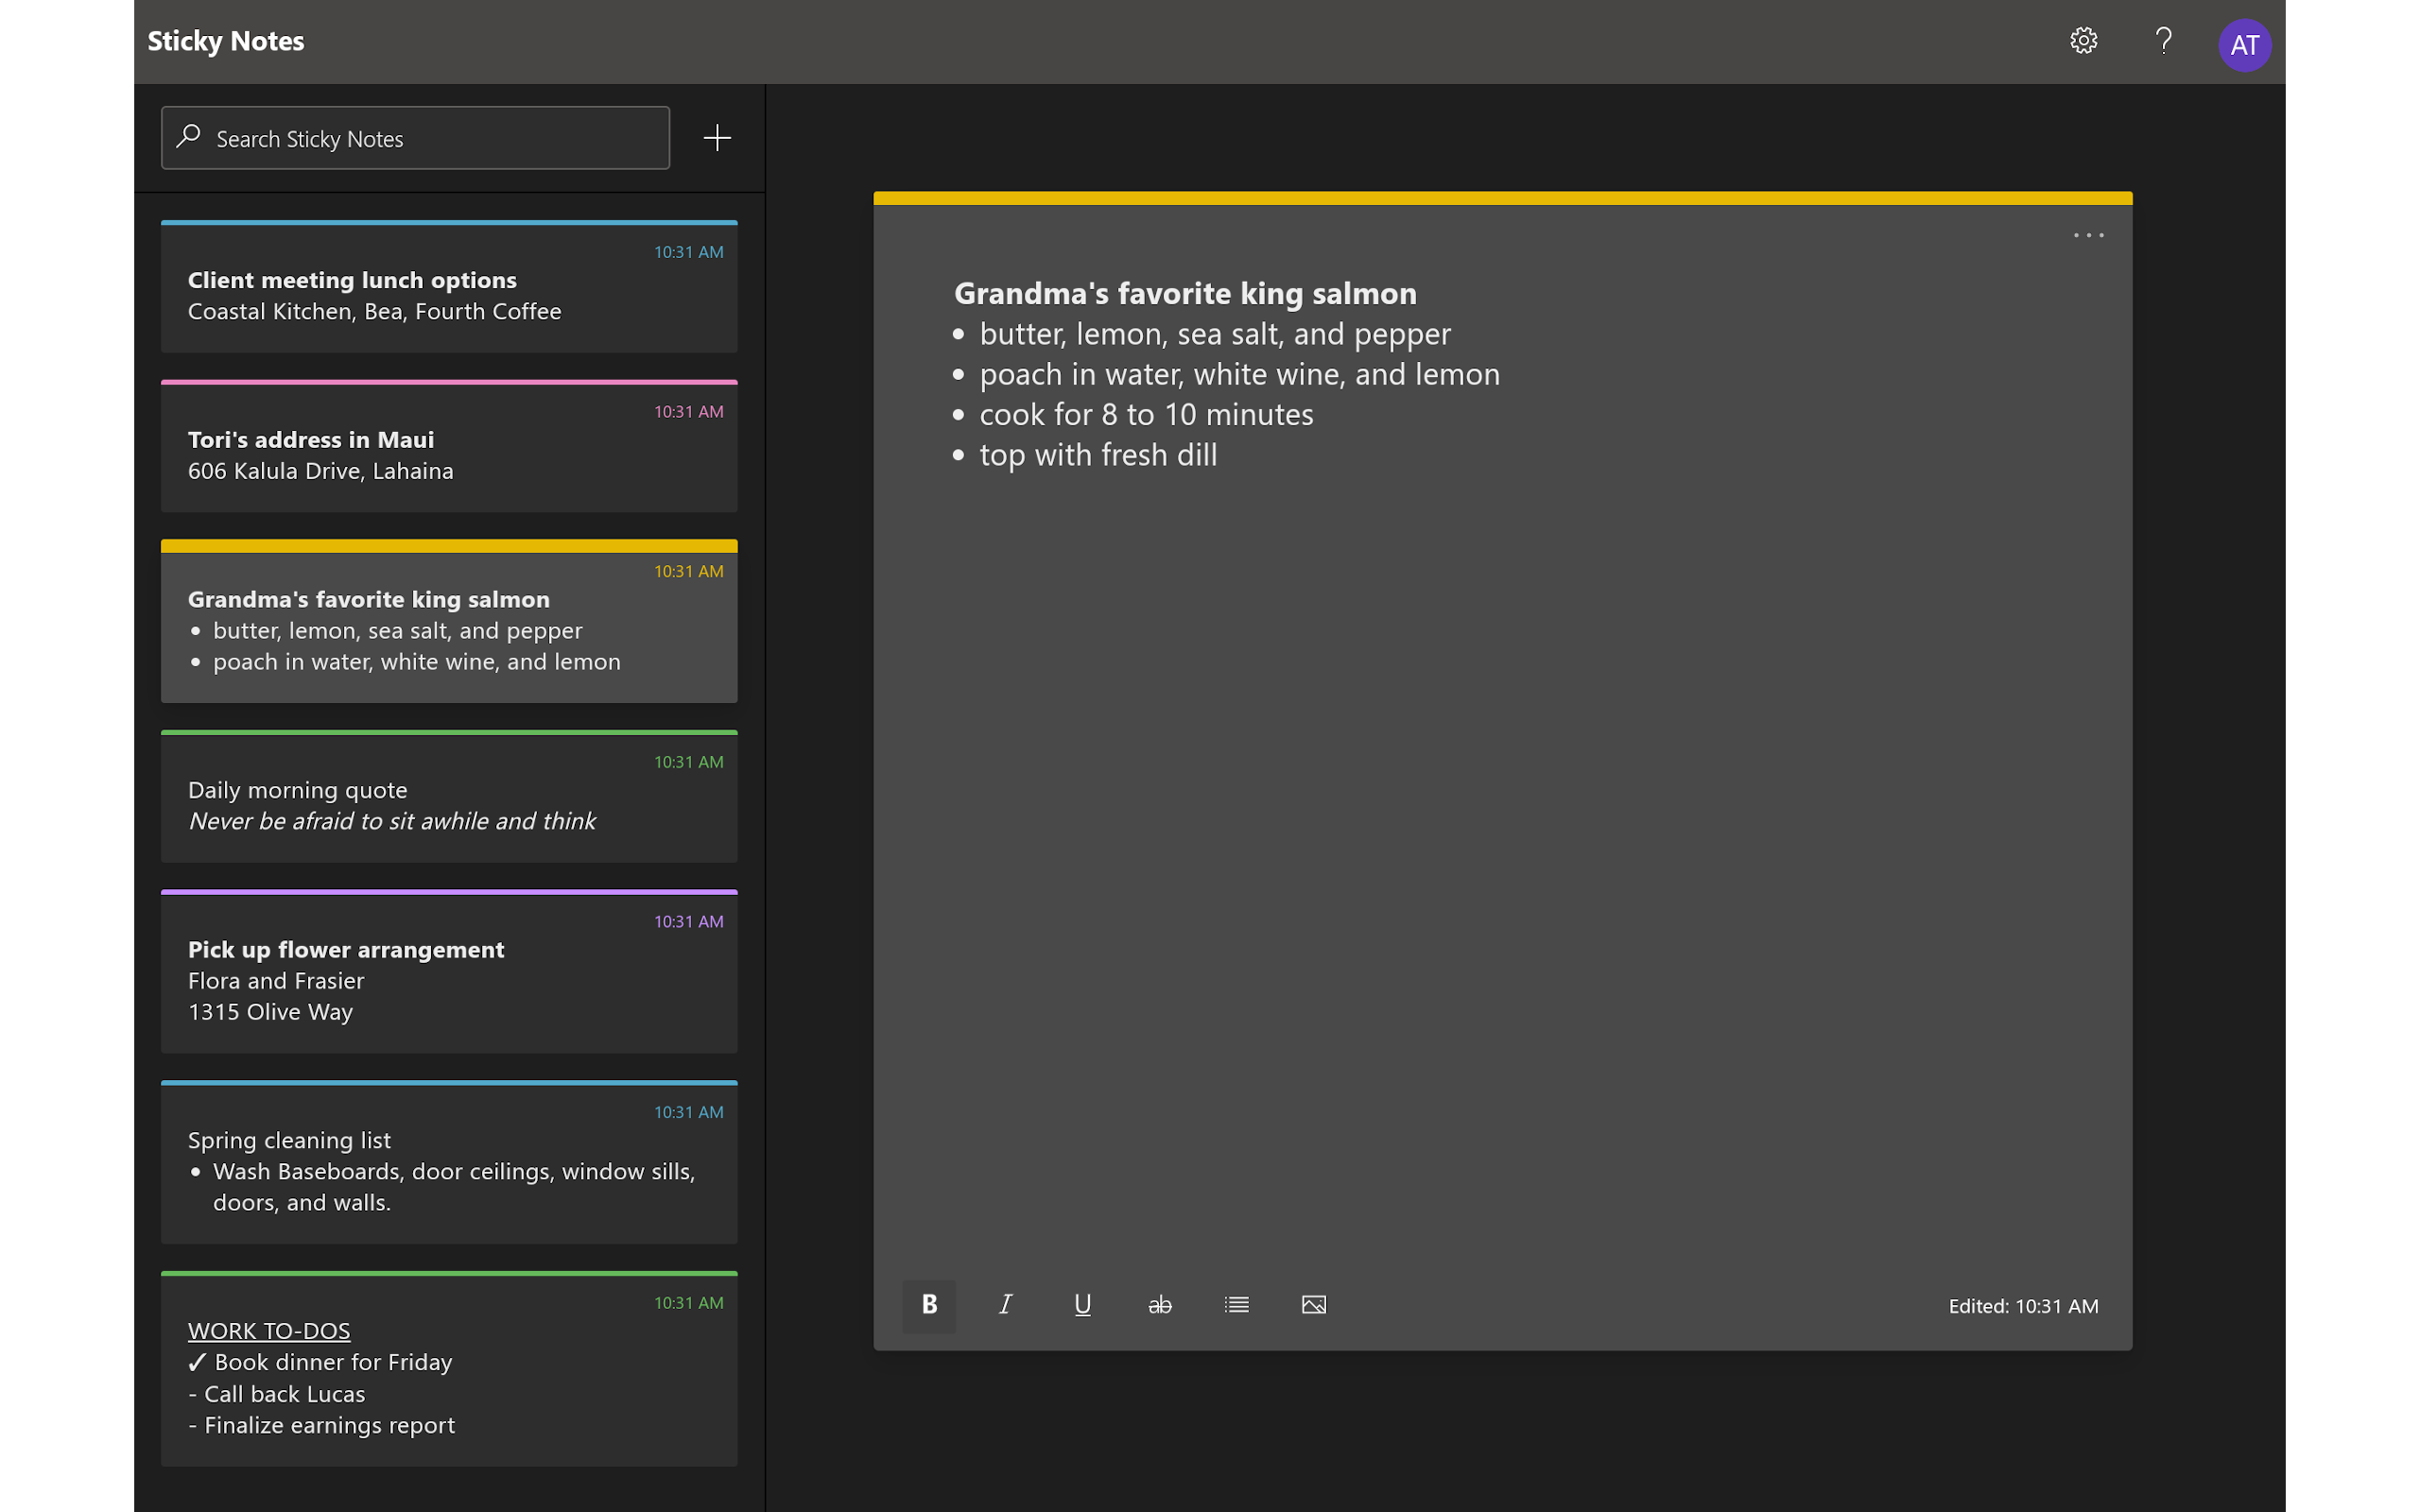 Sticky Notes
?
AT
Search Sticky Notes
10:31 AM
Client meeting lunch options
Coastal Kitchen, Bea, Fourth Coffee
10:31 AM
Tori's address in Maui
606 Kalula Drive, Lahaina
10:31 AM
Grandma's favorite king salmon
• butter, lemon, sea salt, and pepper
• poach in water, white wine, and lemon
10:31 AM
Daily morning quote
Never be afraid to sit awhile and think
10:31 AM
Pick up flower arrangement
Flora and Frasier
1315 Olive Way
10:31 AM
Spring cleaning list
• Wash Baseboards, door ceilings, window sills,
doors, and walls.
10:31 AM
WORK TO-DOS
✓ Book dinner for Friday
- Call back Lucas
- Finalize earnings report
Grandma's favorite king salmon
• butter, lemon, sea salt, and pepper
• poach in water, white wine, and lemon
• cook for 8 to 10 minutes
• top with fresh dill
B I U ab
Edited: 10:31 AM